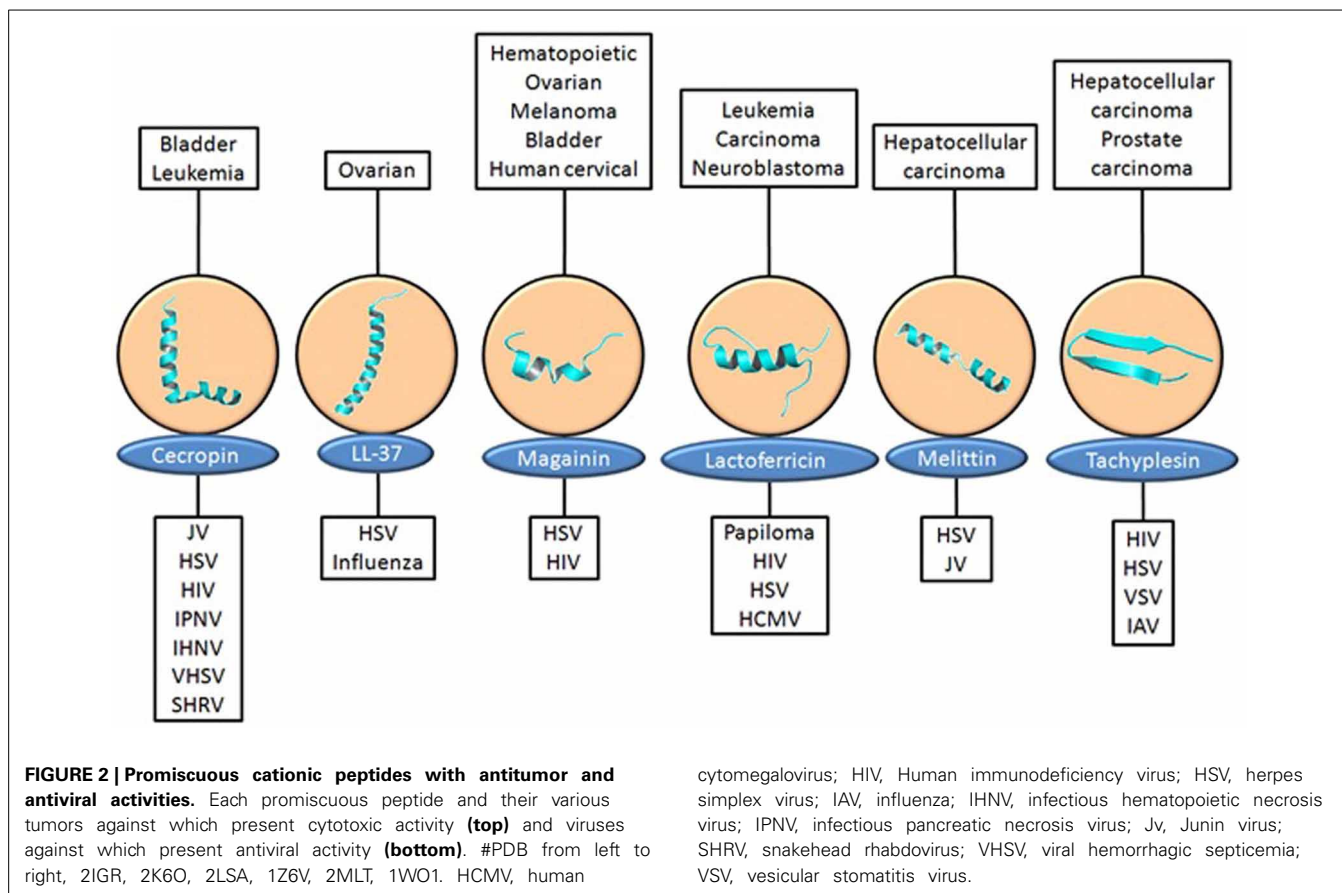 Bladder
Leukemia
Ovarian
Hematopoietic
Ovarian
Melanoma
Bladder
Human cervical
Leukemia
Carcinoma
Neuroblastoma
Hepatocellular
carcinoma
Hepatocellular
carcinoma
Prostate
carcinoma
Cecropin
LL-37
Magainin
Lactoferricin
Melittin
Tachyplesin
JV
HSV
HIV
IPNV
IHNV
VHSV
SHRV
HSV
Influenza
HSV
HIV
Papiloma
HIV
HSV
HCMV
HSV
JV
HIV
HSV
VSV
IAV
FIGURE 2 | Promiscuous cationic peptides with antitumor and
antiviral activities. Each promiscuous peptide and their various
tumors against which present cytotoxic activity (top) and viruses
against which present antiviral activity (bottom). #PDB from left to
right, 2IGR, 2K6O, 2LSA, 1Z6V, 2MLT, 1WO1. HCMV, human
cytomegalovirus; HIV, Human immunodeficiency virus; HSV, herpes
simplex virus; IAV, influenza; IHNV, infectious hematopoietic necrosis
virus; IPNV, infectious pancreatic necrosis virus; Jv, Junin virus;
SHRV, snakehead rhabdovirus; VHSV, viral hemorrhagic septicemia;
VSV, vesicular stomatitis virus.